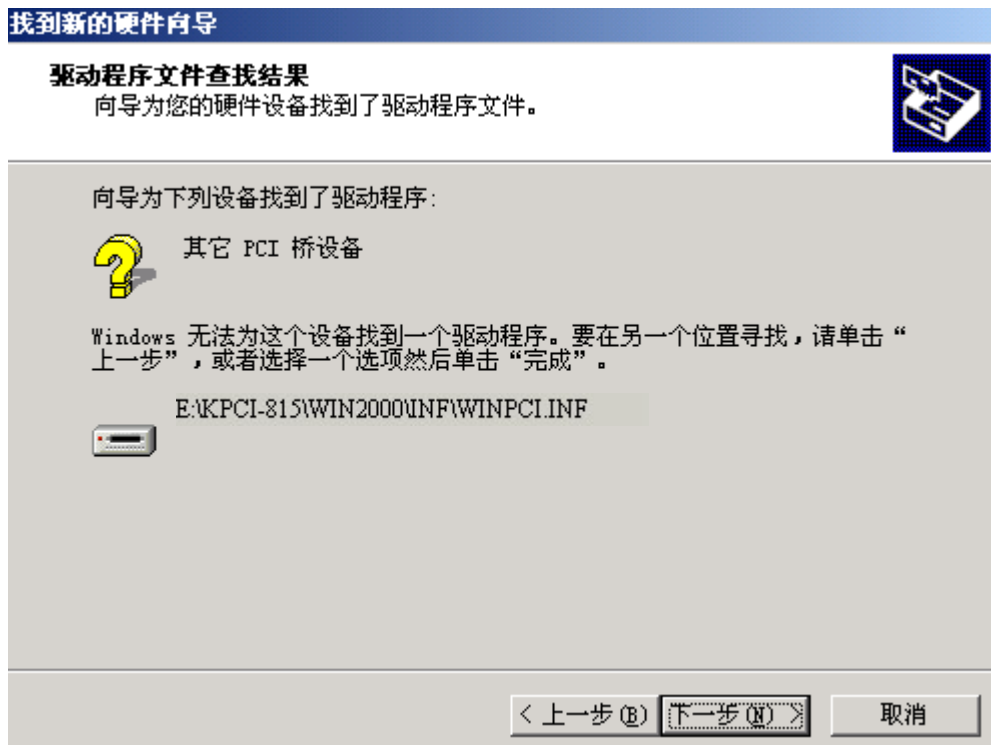 找到新的硬件向导
驱动程序文件查找结果
向导为您的硬件设备找到了驱动程序文件。
向导为下列设备找到了驱动程序:
其它 PCI 桥设备
Windows 无法为这个设备找到一个驱动程序。要在另一个位置寻找，请单击“
上一步”，或者选择一个选项然后单击“完成”。
E:\KPCI-815\WIN2000\INF\WINPCI.INF
< 上一步(B) 下一步(N) > 取消